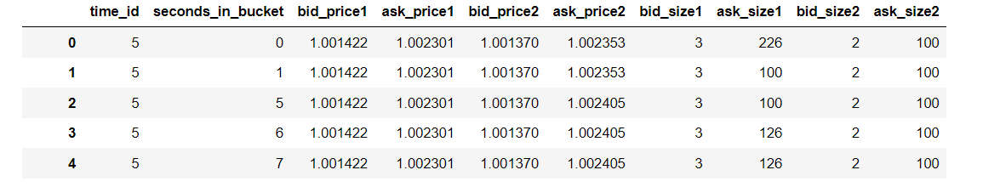 time_id seconds_in_bucket bid_price1 ask_price1 bid_price2 ask_price2 bid_size1 ask_size1 bid_size2 ask_size2
0 5 0 1.001422 1.002301 1.001370 1.002353 3 226 2 100
1 5 1 1.001422 1.002301 1.001370 1.002353 3 100 2 100
2 5 5 1.001422 1.002301 1.001370 1.002405 3 100 2 100
3 5 6 1.001422 1.002301 1.001370 1.002405 3 126 2 100
4 5 7 1.001422 1.002301 1.001370 1.002405 3 126 2 100